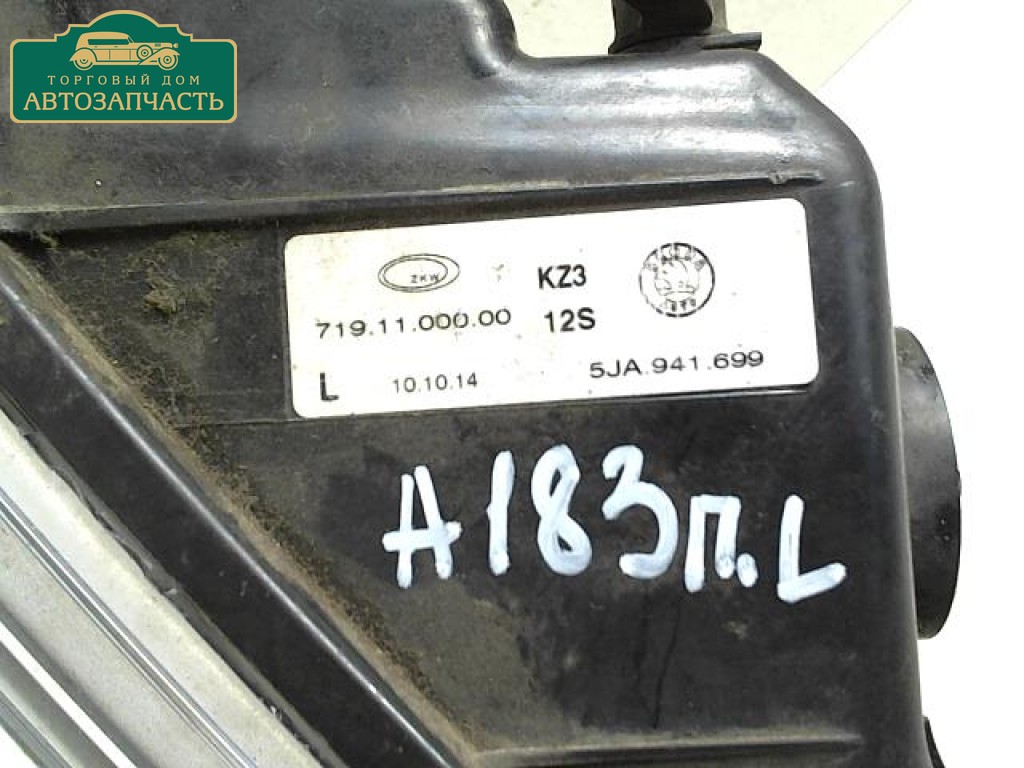 ТОРГОВЫЙ ДОМ
АВТОЗАПЧАСТЬ
ZKW
KZ3
719.11.000.00
12S
L
10.10.14
5JA.941.699
A183П.L